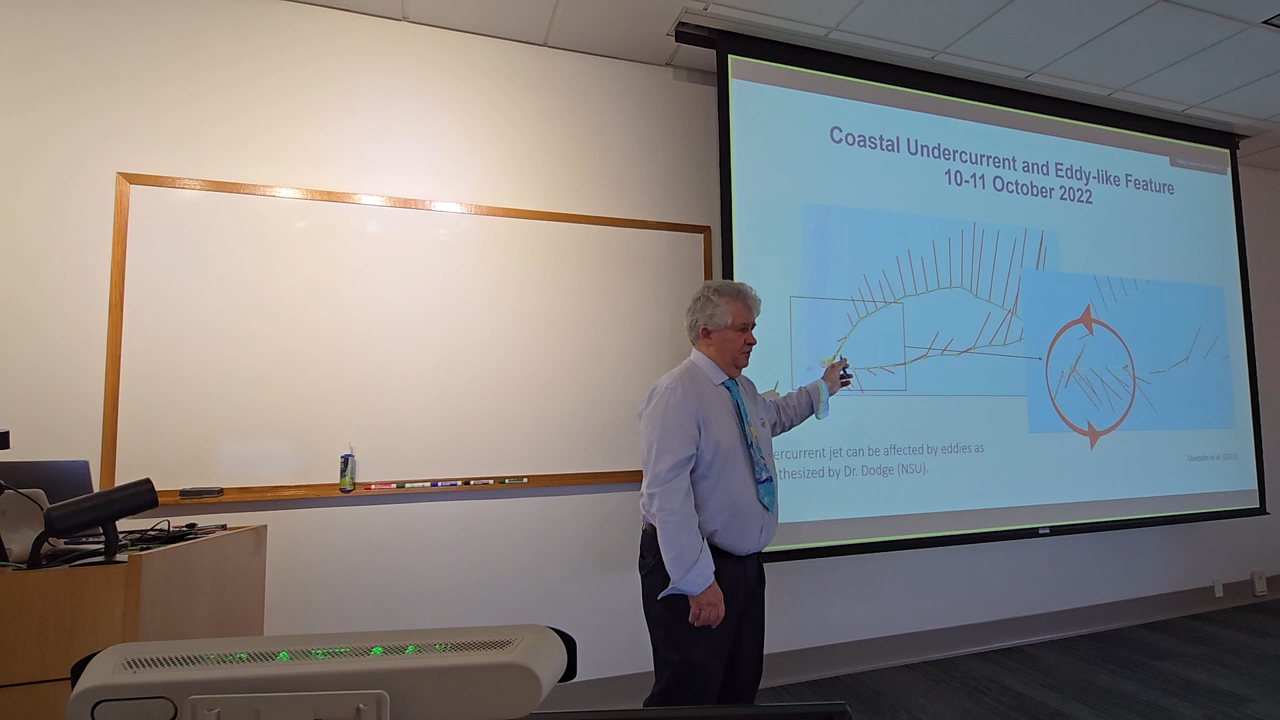 Coastal Undercurrent and Eddy-like Feature
10-11 October 2022
ercurrent jet can be affected by eddies as
thesized by Dr. Dodge (NSU).